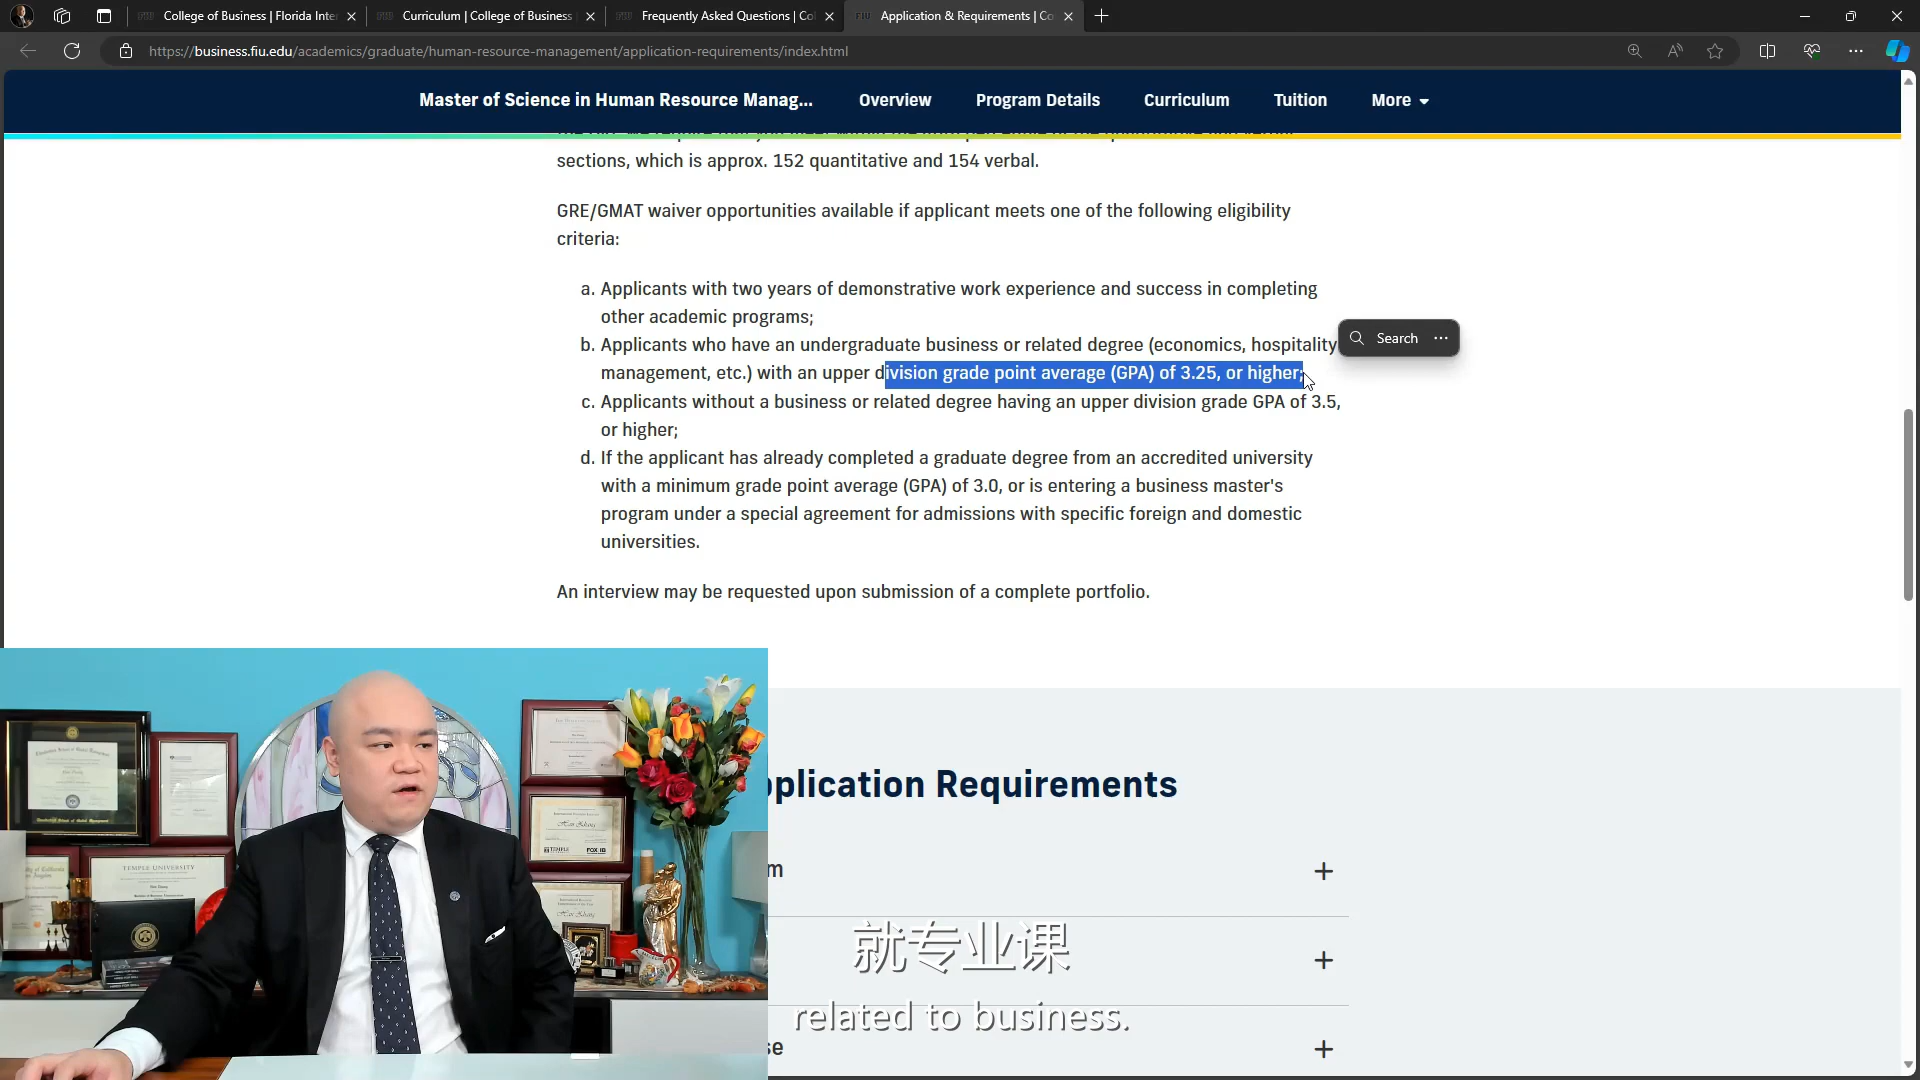 College of Business | Florida Inte
Curriculum | College of Business
Frequently Asked Questions | Co
Application & Requirements | Co
https://business.fiu.edu/academics/graduate/human-resource-management/application-requirements/index.html
Master of Science in Human Resource Manag...
Overview
Program Details
Curriculum
Tuition
More
sections, which is approx. 152 quantitative and 154 verbal.
GRE/GMAT waiver opportunities available if applicant meets one of the following eligibility
criteria:
a. Applicants with two years of demonstrative work experience and success in completing
other academic programs;
b. Applicants who have an undergraduate business or related degree (economics, hospitality
management, etc.) with an upper division grade point average (GPA) of 3.25, or higher;
Search
c. Applicants without a business or related degree having an upper division grade GPA of 3.5,
or higher;
d. If the applicant has already completed a graduate degree from an accredited university
with a minimum grade point average (GPA) of 3.0, or is entering a business master's
program under a special agreement for admissions with specific foreign and domestic
universities.
An interview may be requested upon submission of a complete portfolio.
pplication Requirements
m
se
TEMPLE UNIVERSITY
TEMPLE
FOX IB
就专业课
related to business.